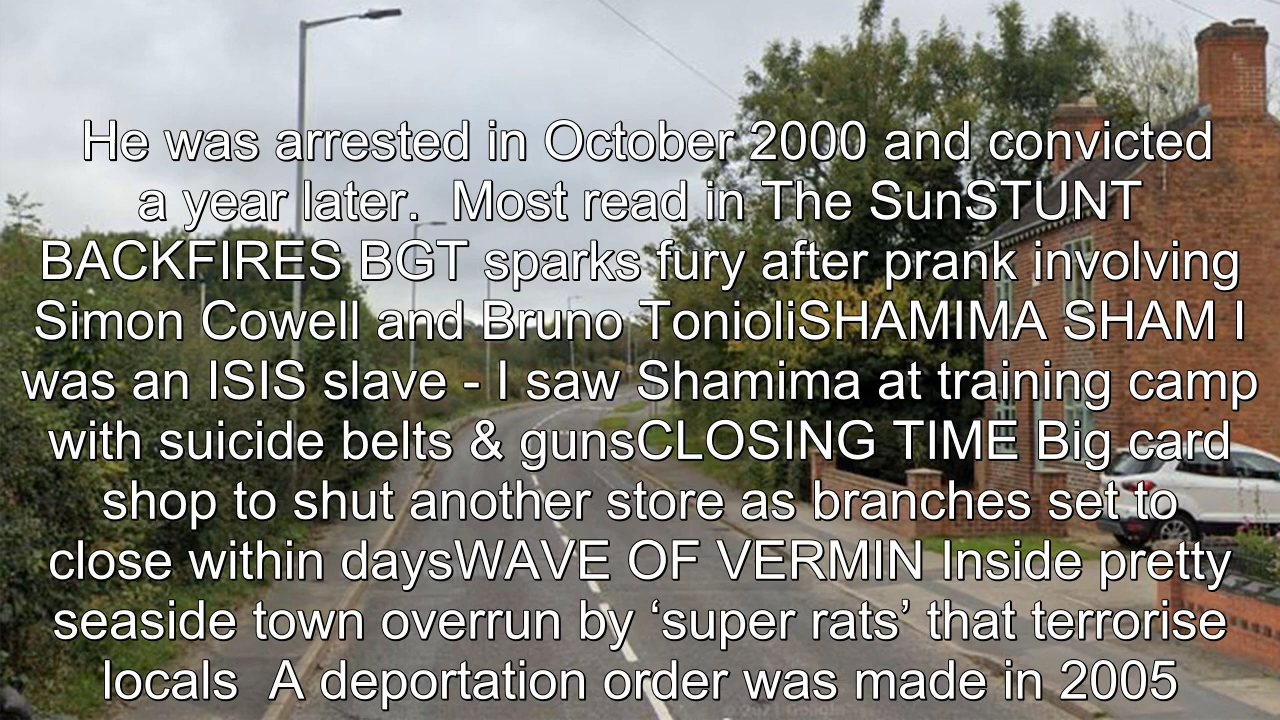 He was arrested in October 2000 and convicted
a year later.  Most read in The SunSTUNT
BACKFIRES BGT sparks fury after prank involving
Simon Cowell and Bruno TonioliSHAMIMA SHAM I
was an ISIS slave - I saw Shamima at training camp
with suicide belts & gunsCLOSING TIME Big card
shop to shut another store as branches set to
close within daysWAVE OF VERMIN Inside pretty
seaside town overrun by ‘super rats’ that terrorise
locals  A deportation order was made in 2005